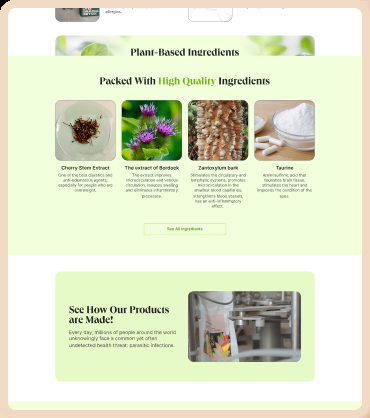 allergies.
Plant-Based Ingredients
Packed With High Quality Ingredients
Cherry Stem Extract
One of the best diuretics and
anti-edematous agents,
especially for people who are
overweight.
The extract of Bordock
The extract improves
microcirculation and venous
circulation, reduces swelling
and eliminates inflammatory
processes.
Zantoxylum bark
Stimulates the circulatory and
lymphatic systems, promotes
microcirculation in the
smallest blood capillaries,
strengthens blood vessels,
has an anti-inflammatory
effect.
Taurine
Aminosulfonic acid that
nourishes brain tissue,
stimulates the heart and
improves the condition of the
eyes.
See All Ingredients
See How Our Products
are Made!
Every day, millions of people around the world
unknowingly face a common yet often
undetected health threat: parasitic infections.